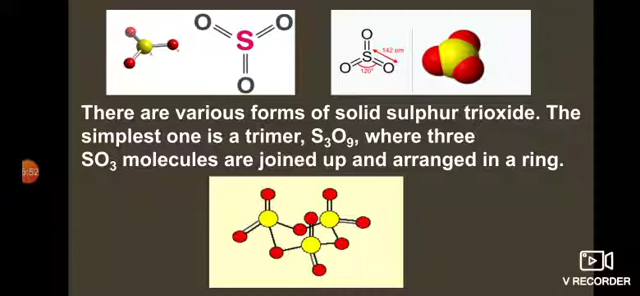 O O
S
O
O
S
142 pm
O O
120°
There are various forms of solid sulphur trioxide. The
simplest one is a trimer, S₃O₉, where three
SO₃ molecules are joined up and arranged in a ring.
:52
V RECORDER